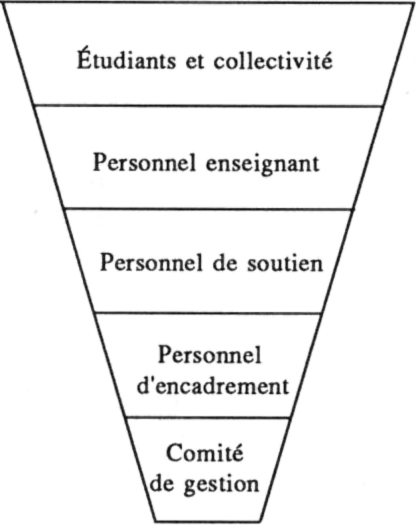 Étudiants et collectivité
Personnel enseignant
Personnel de soutien
Personnel
d'encadrement
Comité
de gestion